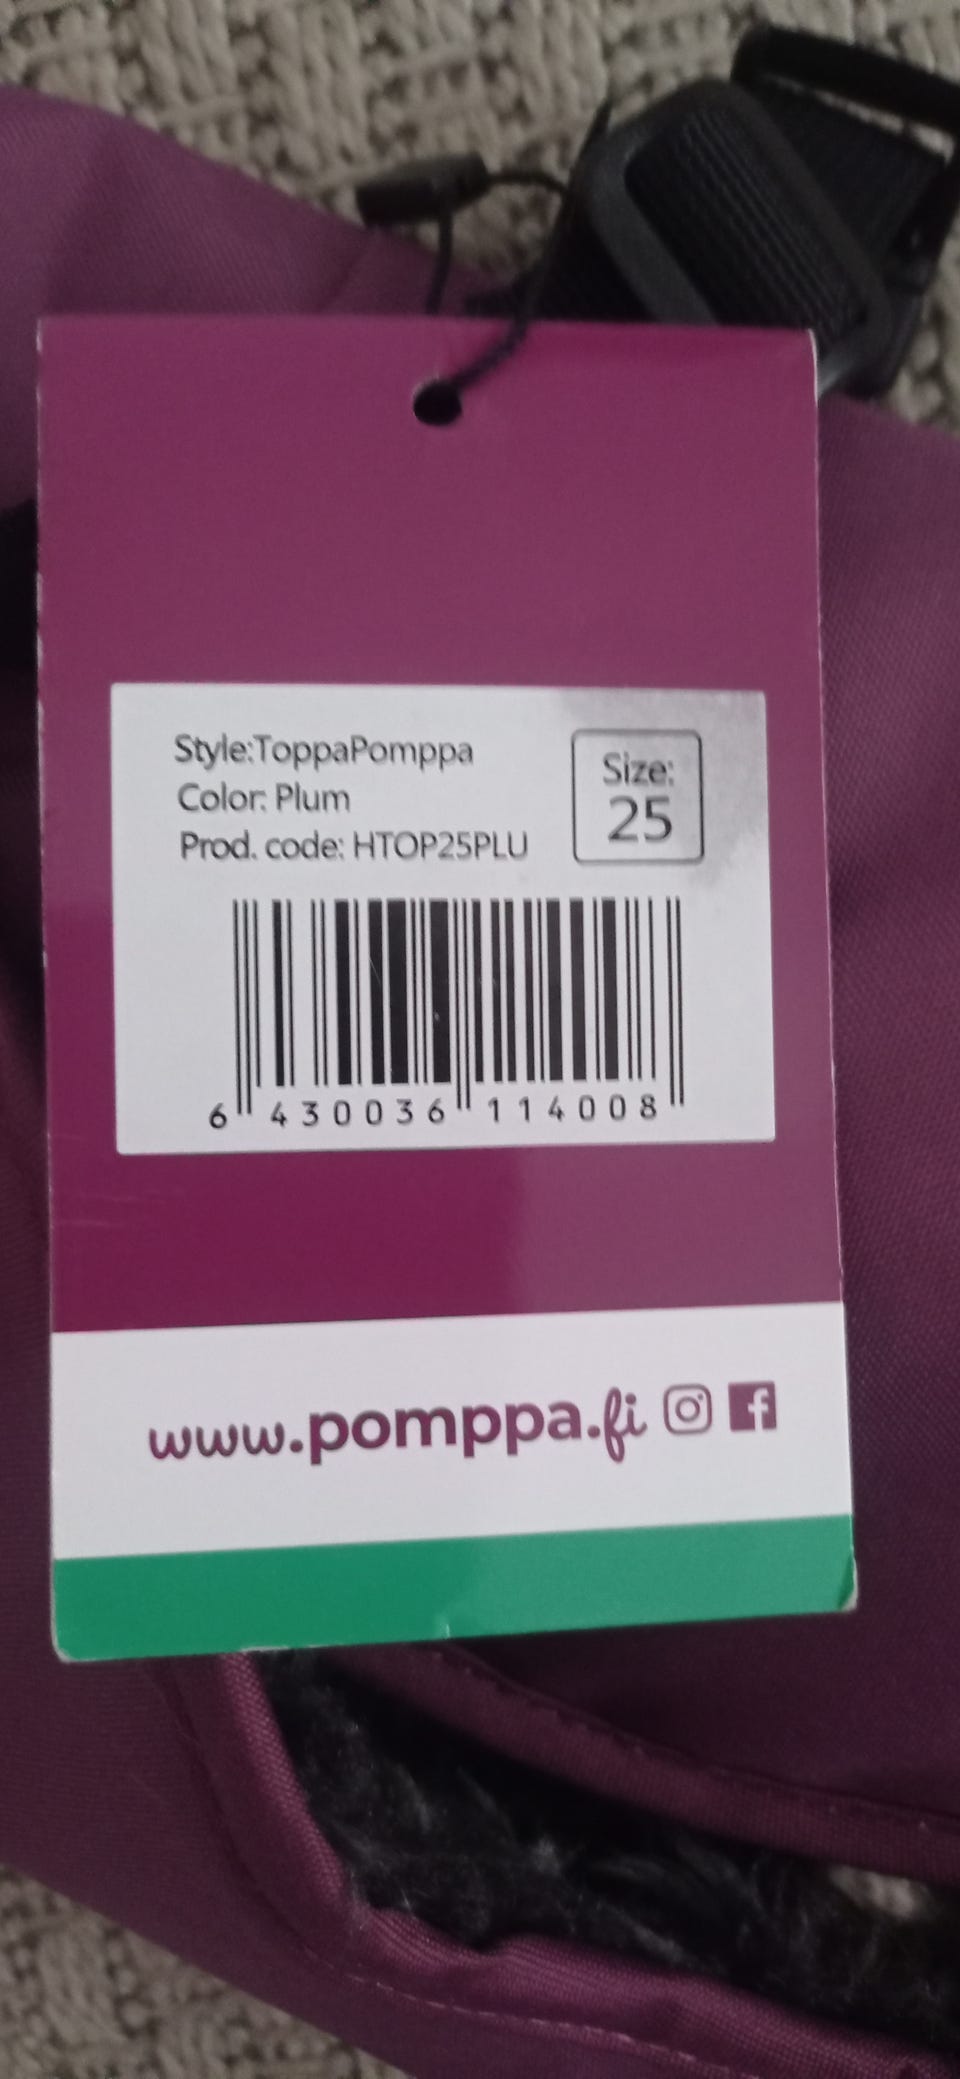 Style:ToppaPomppa
Color: Plum
Prod. code: HTOP25PLU
Size:
25
6 430036 114008
www.pomppa.fi